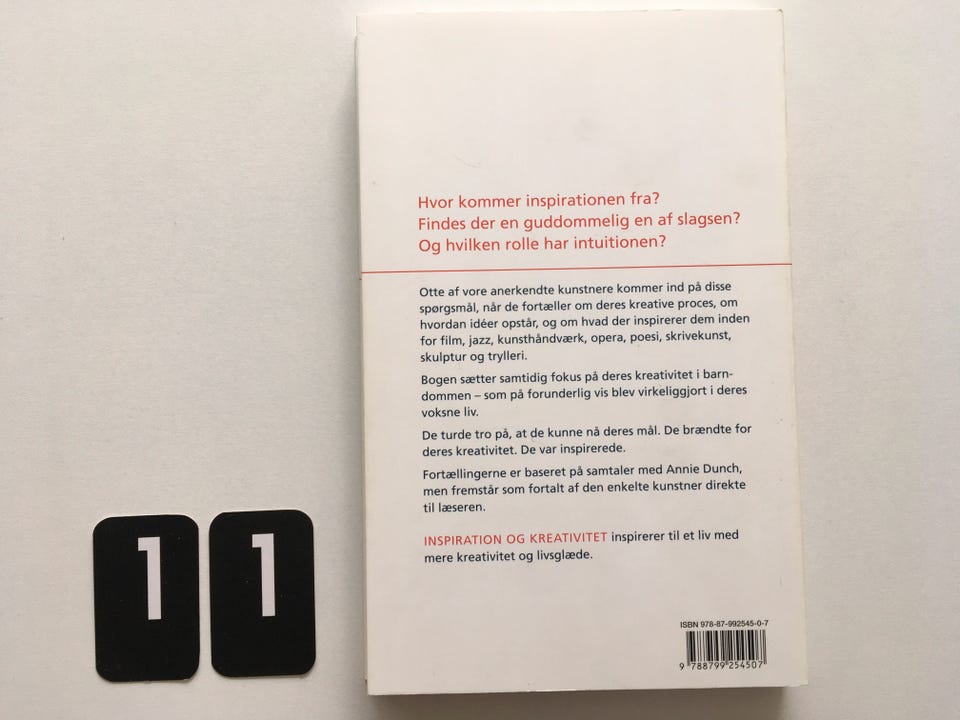 Hvor kommer inspirationen fra?
Findes der en guddommelig en af slagsen?
Og hvilken rolle har intuitionen?
Otte af vore anerkendte kunstnere kommer ind på disse
spørgsmål, når de fortæller om deres kreative proces, om
hvordan idéer opstår, og om hvad der inspirerer dem inden
for film, jazz, kunsthåndværk, opera, poesi, skrivekunst,
skulptur og trylleri.
Bogen sætter samtidig fokus på deres kreativitet i barn-
dommen – som på forunderlig vis blev virkeliggjort i deres
voksne liv.
De turde tro på, at de kunne nå deres mål. De brændte for
deres kreativitet. De var inspirerede.
Fortællingerne er baseret på samtaler med Annie Dunch,
men fremstår som fortalt af den enkelte kunstner direkte
til læseren.
INSPIRATION OG KREATIVITET inspirerer til et liv med
mere kreativitet og livsglæde.
ISBN 978-87-992545-0-7
9 788799 254507
1 1